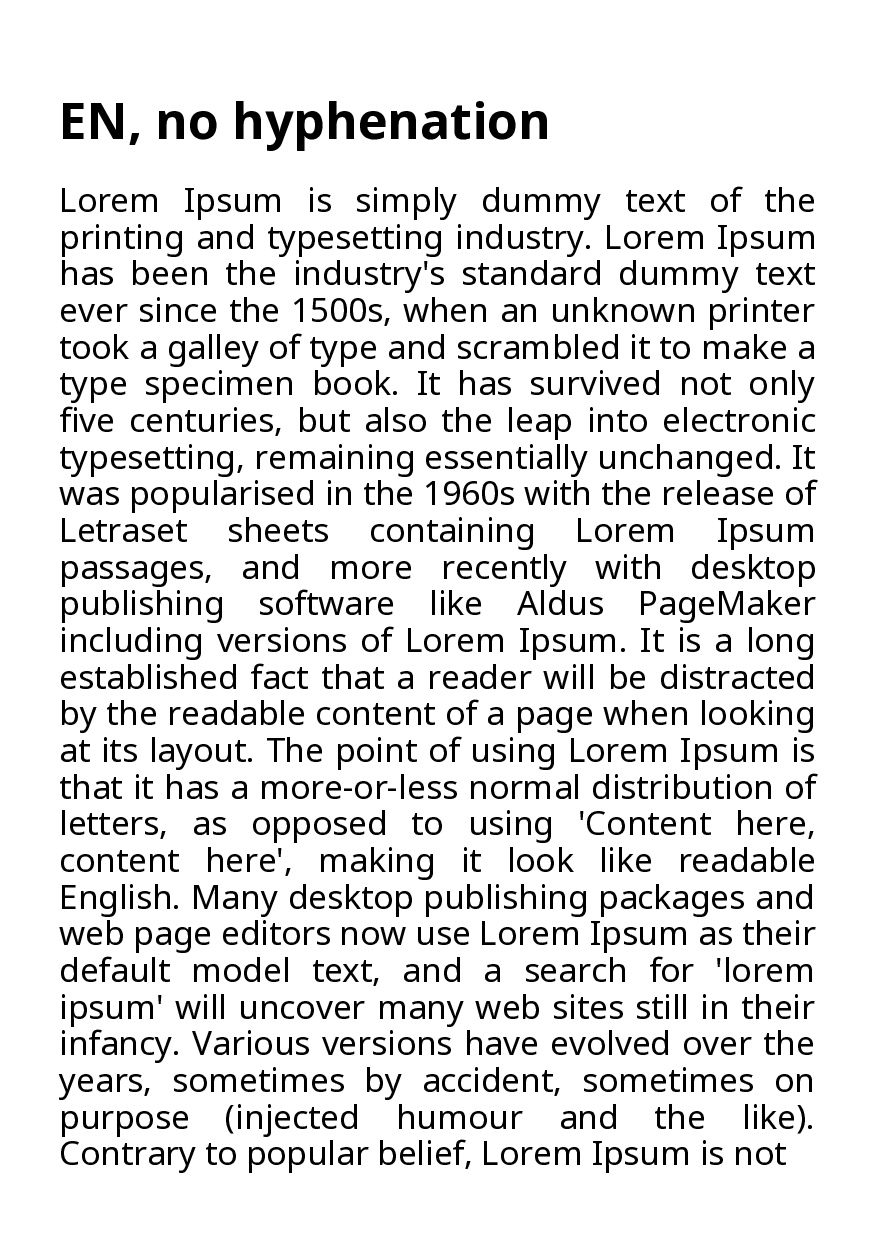 EN, no hyphenation
Lorem Ipsum is simply dummy text of the
printing and typesetting industry. Lorem Ipsum
has been the industry's standard dummy text
ever since the 1500s, when an unknown printer
took a galley of type and scrambled it to make a
type specimen book. It has survived not only
five centuries, but also the leap into electronic
typesetting, remaining essentially unchanged. It
was popularised in the 1960s with the release of
Letraset sheets containing Lorem Ipsum
passages, and more recently with desktop
publishing software like Aldus PageMaker
including versions of Lorem Ipsum. It is a long
established fact that a reader will be distracted
by the readable content of a page when looking
at its layout. The point of using Lorem Ipsum is
that it has a more-or-less normal distribution of
letters, as opposed to using 'Content here,
content here', making it look like readable
English. Many desktop publishing packages and
web page editors now use Lorem Ipsum as their
default model text, and a search for 'lorem
ipsum' will uncover many web sites still in their
infancy. Various versions have evolved over the
years, sometimes by accident, sometimes on
purpose (injected humour and the like).
Contrary to popular belief, Lorem Ipsum is not